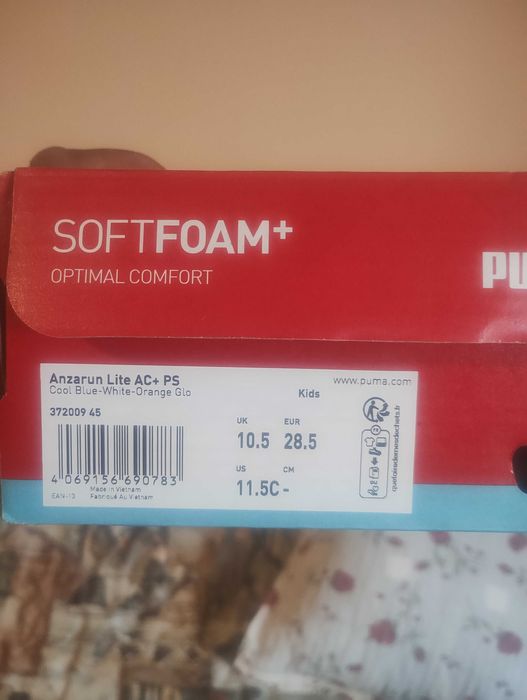 SOFTFOAM+
OPTIMAL COMFORT
PU
Anzarun Lite AC+ PS
Cool Blue-White-Orange Glo
372009 45
www.puma.com
Kids
UK EUR
10.5 28.5
US CM
11.5C -
4 069156 690783
EAN-13
Made in Vietnam
Fabriqué Au Vietnam
quefairedemesdechets.fr